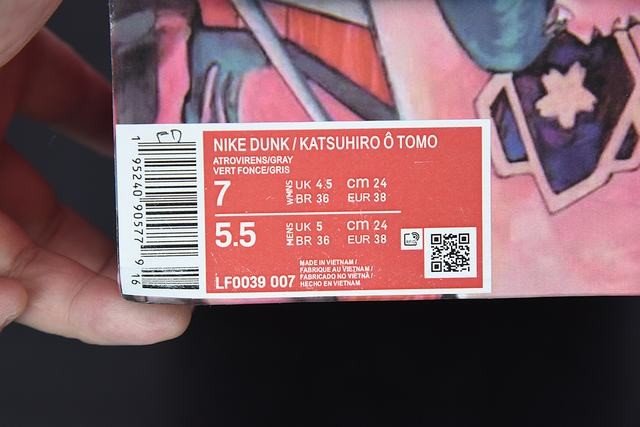 NIKE DUNK / KATSUHIRO Ô TOMO
ATROVIRENS/GRAY
VERT FONCE/GRIS
7 WMNS UK 4.5 cm 24
BR 36 EUR 38
5.5 MENS UK 5 cm 24
BR 36 EUR 38
MADE IN VIETNAM /
FABRIQUE AU VIETNAM /
FABRICADO NO VIETNÃ /
HECHO EN VIETNAM
LF0039 007
1 95240 90577 9 16